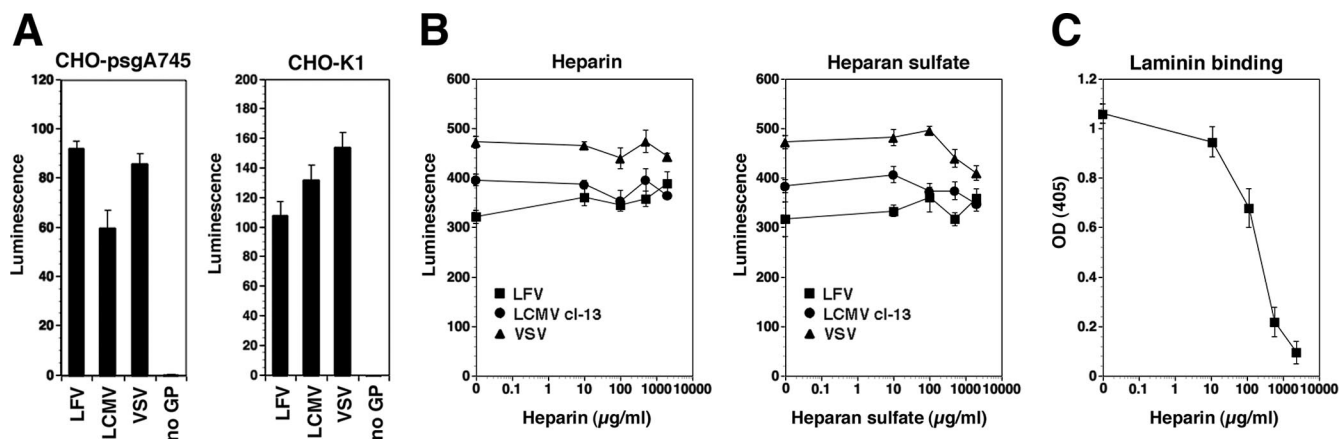 A
CHO-psgA745
Luminescence
120
100
80
60
40
20
0
LFV
LCMV
VSV
no GP
CHO-K1
Luminescence
200
180
160
140
120
100
80
60
40
20
0
LFV
LCMV
VSV
no GP
B
Heparin
Luminescence
600
500
400
300
200
100
0
LFV
LCMV cl-13
VSV
0 0.1 1 10 100 1000 10000
Heparin (µg/ml)
Heparan sulfate
Luminescence
600
500
400
300
200
100
0
LFV
LCMV cl-13
VSV
0 0.1 1 10 100 1000 10000
Heparan sulfate (µg/ml)
C
Laminin binding
OD (405)
1.2
1
0.8
0.6
0.4
0.2
0
0 0.1 1 10 100 1000 10000
Heparin (µg/ml)